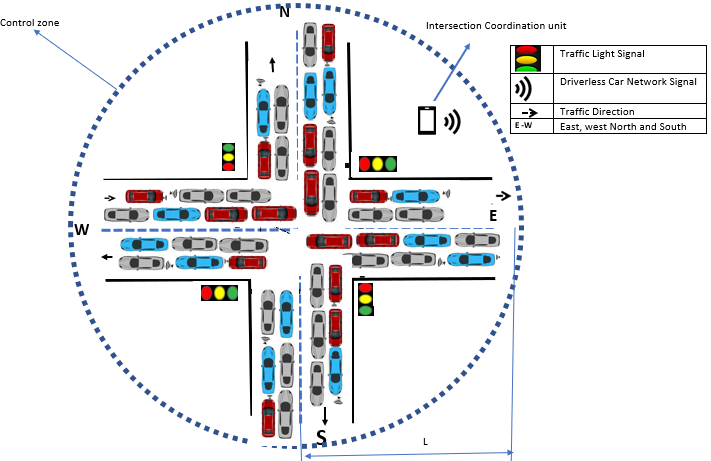 N
Control zone
Intersection Coordination unit
Traffic Light Signal
Driverless Car Network Signal
Traffic Direction
E -W East, west North and South
W
E
S
L